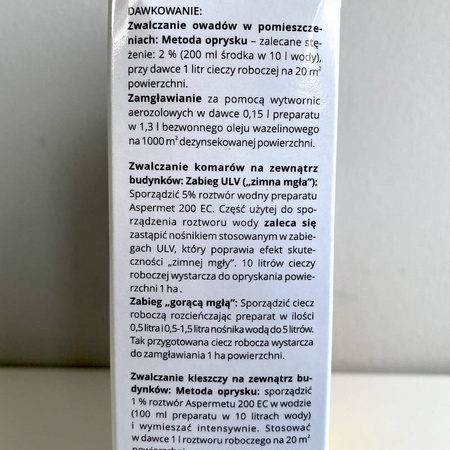 DAWKOWANIE:
Zwalczanie owadów w pomieszcze-
niach: Metoda oprysku – zalecane stę-
żenie: 2 % (200 ml środka w 10 l wody),
przy dawce 1 litr cieczy roboczej na 20 m²
powierzchni.
Zamgławianie za pomocą wytwornic
aerozolowych w dawce 0,15 l preparatu
w 1,3 l bezwonnego oleju wazelinowego
na 1000 m² dezynsekowanej powierzchni.
Zwalczanie komarów na zewnątrz
budynków: Zabieg ULV („zimna mgła"):
Sporządzić 5% roztwór wodny preparatu
Aspermet 200 EC. Część użytej do spo-
rządzenia roztworu wody zaleca się
zastąpić nośnikiem stosowanym w zabie-
gach ULV, który poprawia efekt skute-
czności „zimnej mgły". 10 litrów cieczy
roboczej wystarcza do opryskania powie-
rzchni 1 ha .
Zabieg „gorącą mgłą": Sporządzić ciecz
roboczą rozcieńczając preparat w ilości
0,5 litra i 0,5-1,5 litra nośnika wodą do 5 litrów.
Tak przygotowana ciecz robocza wystarcza
do zamgławiania 1 ha powierzchni.
Zwalczanie kleszczy na zewnątrz bu-
dynków: Metoda oprysku: sporządzić
1 % roztwór Aspermetu 200 EC w wodzie
(100 ml preparatu w 10 litrach wody)
i wymieszać intensywnie. Stosować
w dawce 1 l roztworu roboczego na 20 m²